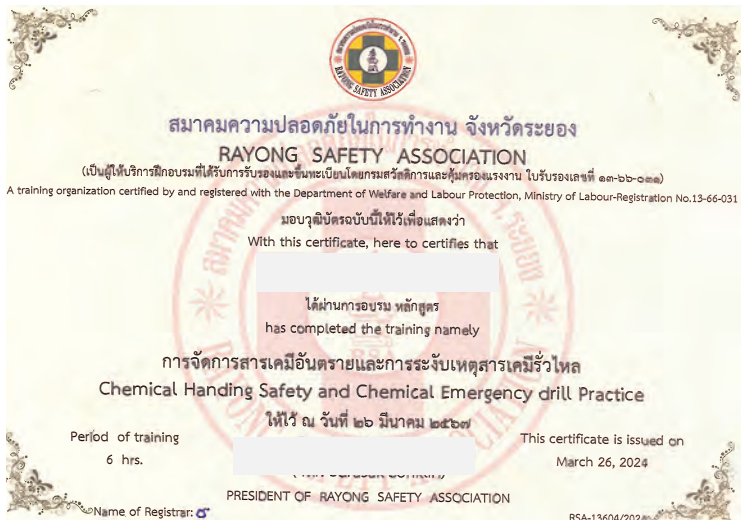 RAYONG SAFETY ASSOCIATION
สมาคมความปลอดภัยในการทำงาน จังหวัดระยอง
RAYONG SAFETY ASSOCIATION
(เป็นผู้ให้บริการฝึกอบรมที่ได้รับการรับรองและขึ้นทะเบียนโดยกรมสวัสดิการและคุ้มครองแรงงาน ใบรับรองเลขที่ ๑๓-๖๖-๐๓๑)
A training organization certified by and registered with the Department of Welfare and Labour Protection, Ministry of Labour-Registration No.13-66-031
มอบวุฒิบัตรฉบับนี้ให้ไว้เพื่อแสดงว่า
With this certificate, here to certifies that
ได้ผ่านการอบรม หลักสูตร
has completed the training namely
การจัดการสารเคมีอันตรายและการระงับเหตุสารเคมีรั่วไหล
Chemical Handing Safety and Chemical Emergency drill Practice
ให้ไว้ ณ วันที่ ๒๖ มีนาคม ๒๕๖๗
Period of training
6 hrs.
This certificate is issued on
March 26, 2024
PRESIDENT OF RAYONG SAFETY ASSOCIATION
Name of Registrar: ๙
RSA-13604/202